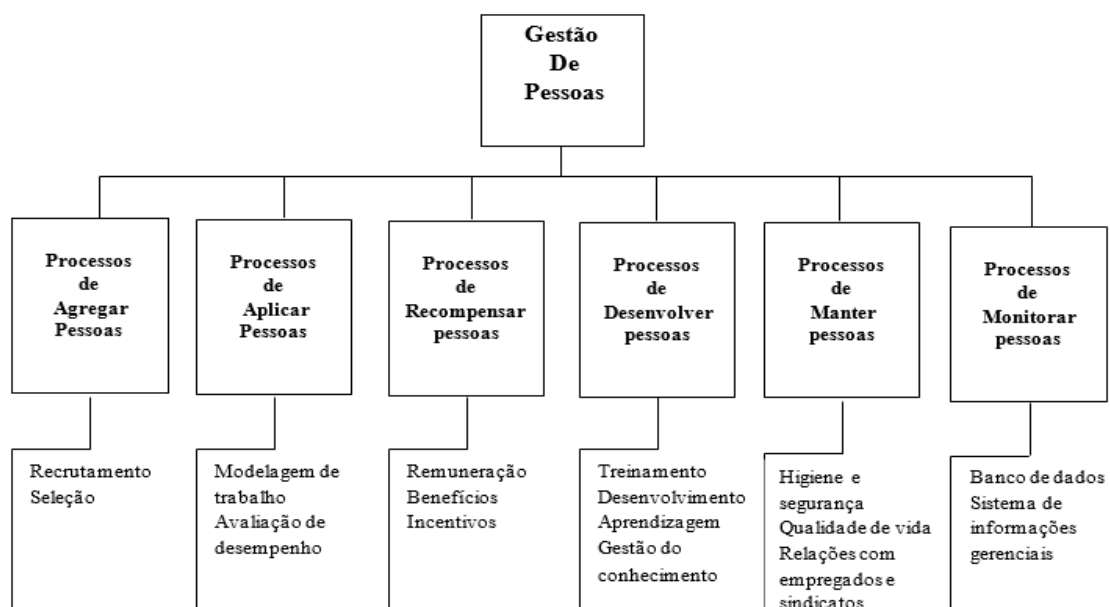 Gestão
De
Pessoas
Processos
de
Agregar
Pessoas
Processos
de
Aplicar
Pessoas
Processos
de
Recompensar
pessoas
Processos
de
Desenvolver
pessoas
Processos
de
Manter
pessoas
Processos
de
Monitorar
pessoas
Recrutamento
Seleção
Modelagem de
trabalho
Avaliação de
desempenho
Remuneração
Benefícios
Incentivos
Treinamento
Desenvolvimento
Aprendizagem
Gestão do
conhecimento
Higiene e
segurança
Qualidade de vida
Relações com
empregados e
sindicatos
Banco de dados
Sistema de
informações
gerenciais